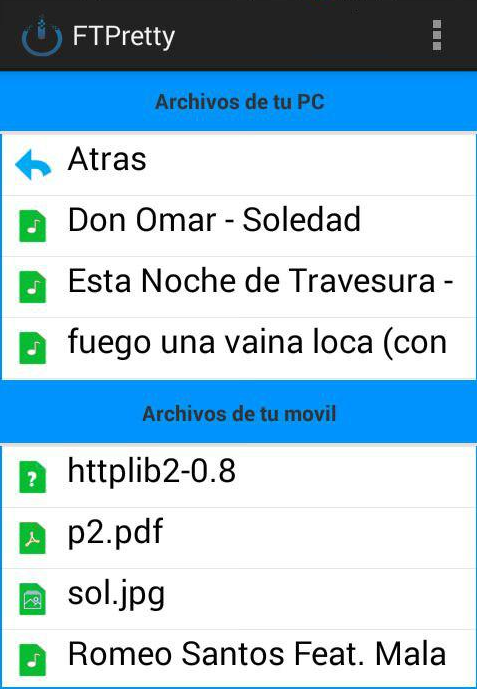 FTPretty
Archivos de tu PC
Atras
Don Omar - Soledad
Esta Noche de Travesura -
fuego una vaina loca (con
Archivos de tu movil
httplib2-0.8
p2.pdf
sol.jpg
Romeo Santos Feat. Mala